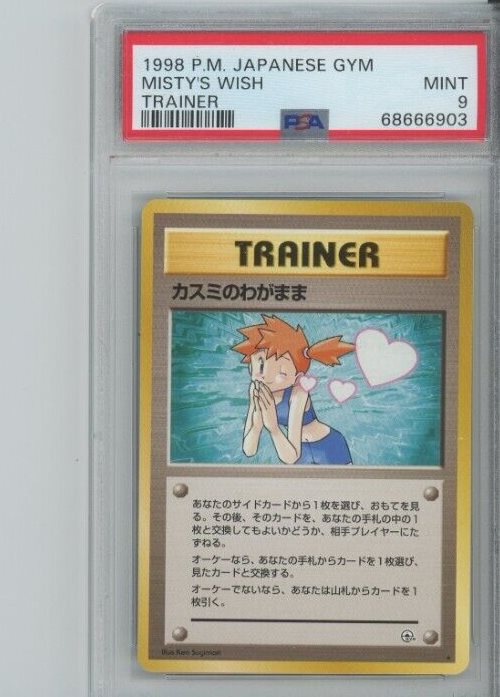 1998 P.M. JAPANESE GYM
MISTY'S WISH MINT
TRAINER 9
PSA 68666903
TRAINER
カスミのわがまま
あなたのサイドカードから1枚を選び、おもてを見
る。その後、そのカードを、あなたの手札の中の1
枚と交換してもよいかどうか、相手プレイヤーにた
ずねる。
オーケーなら、あなたの手札からカードを1枚選び、
見たカードと交換する。
オーケーでないなら、あなたは山札からカードを1
枚引く。
Illus. Ken Sugimori